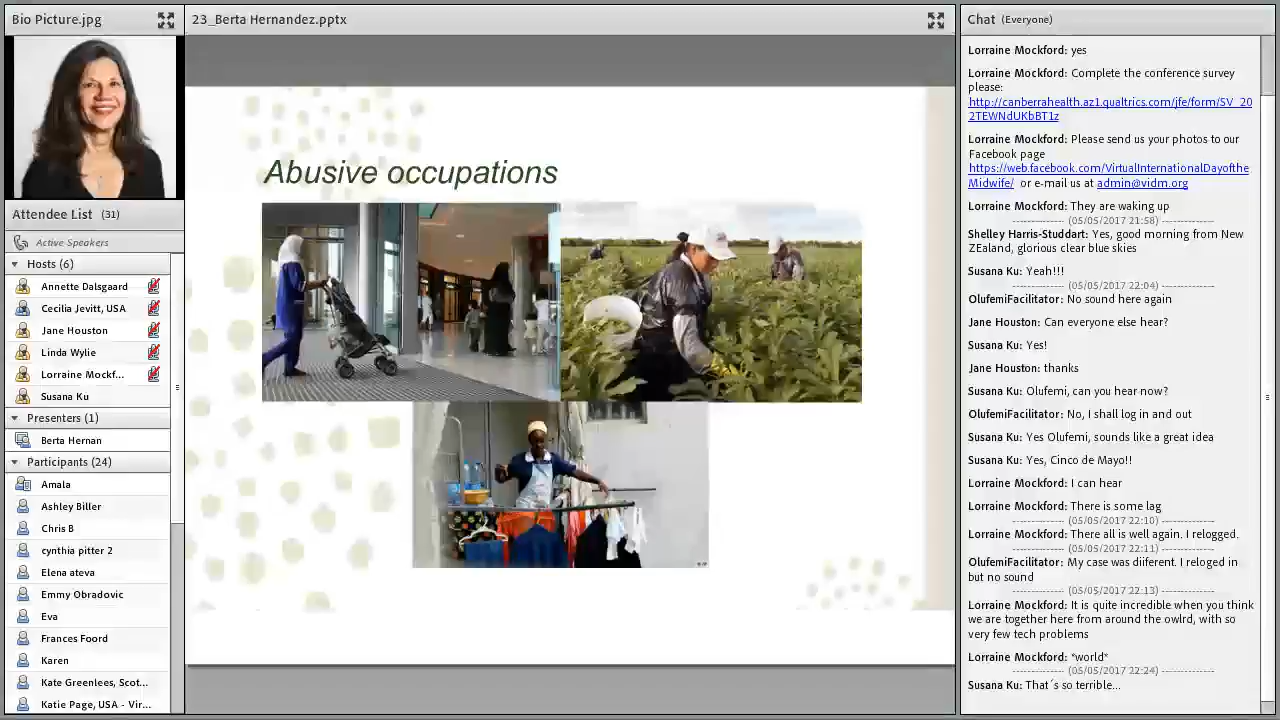 Bio Picture.jpg
Attendee List (31)
Active Speakers
Hosts (6)
Annette Dalsgaard
Cecilia Jevitt, USA
Jane Houston
Linda Wylie
Lorraine Mockf...
Susana Ku
Presenters (1)
Berta Hernan
Participants (24)
Amala
Ashley Biller
Chris B
cynthia pitter 2
Elena ateva
Emmy Obradovic
Eva
Frances Foord
Karen
Kate Greenlees, Scot...
Katie Page, USA - Vir...
23_Berta Hernandez.pptx
Abusive occupations
Chat (Everyone)
Lorraine Mockford: yes
Lorraine Mockford: Complete the conference survey
please:
http://canberrahealth.az1.qualtrics.com/jfe/form/SV_20
2TEWNdUKbBT1z
Lorraine Mockford: Please send us your photos to our
Facebook page
https://web.facebook.com/VirtualInternationalDayofthe
Midwife/ or e-mail us at admin@vidm.org
Lorraine Mockford: They are waking up
---------------- (05/05/2017 21:58) ----------------
Shelley Harris-Studdart: Yes, good morning from New
ZEaland, glorious clear blue skies
Susana Ku: Yeah!!!
---------------- (05/05/2017 22:04) ----------------
OlufemiFacilitator: No sound here again
Jane Houston: Can everyone else hear?
Susana Ku: Yes!
Jane Houston: thanks
Susana Ku: Olufemi, can you hear now?
OlufemiFacilitator: No, I shall log in and out
Susana Ku: Yes Olufemi, sounds like a great idea
Susana Ku: Yes, Cinco de Mayo!!
Lorraine Mockford: I can hear
Lorraine Mockford: There is some lag
---------------- (05/05/2017 22:10) ----------------
Lorraine Mockford: There all is well again. I relogged.
---------------- (05/05/2017 22:11) ----------------
OlufemiFacilitator: My case was diiferent. I reloged in
but no sound
---------------- (05/05/2017 22:13) ----------------
Lorraine Mockford: It is quite incredible when you think
we are together here from around the owlrd, with so
very few tech problems
Lorraine Mockford: *world*
---------------- (05/05/2017 22:24) ----------------
Susana Ku: That´s so terrible...